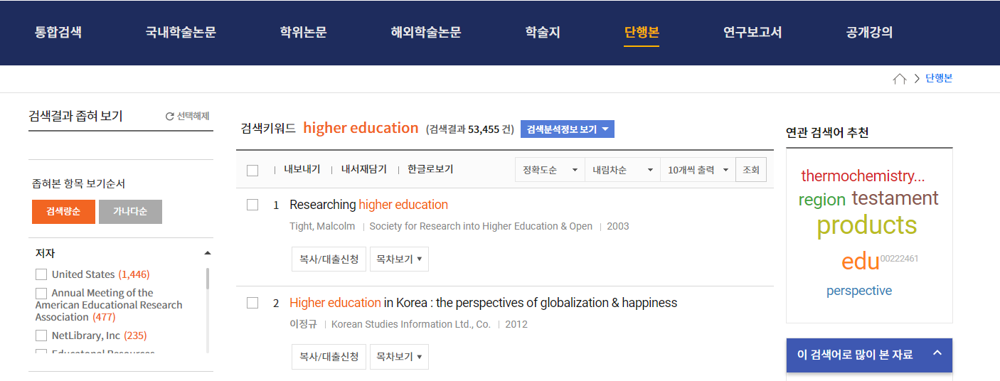 통합검색 국내학술논문 학위논문 해외학술논문 학술지 단행본 연구보고서 공개강의
단행본
검색결과 좁혀 보기 선택해제
좁혀본 항목 보기순서
검색량순 가나다순
저자
United States (1,446)
Annual Meeting of the
American Educational Research
Association (477)
NetLibrary, Inc (235)
Educatonal Resources
검색키워드 higher education (검색결과 53,455 건) 검색분석정보 보기
내보내기 내서재담기 한글로보기 정확도순 내림차순 10개씩 출력 조회
1 Researching higher education
Tight, Malcolm Society for Research into Higher Education & Open 2003
복사/대출신청 목차보기 ▼
2 Higher education in Korea : the perspectives of globalization & happiness
이정규 Korean Studies Information Ltd., Co. 2012
복사/대출신청 목차보기 ▼
연관 검색어 추천
thermochemistry...
region testament
products
edu 00222461
perspective
이 검색어로 많이 본 자료